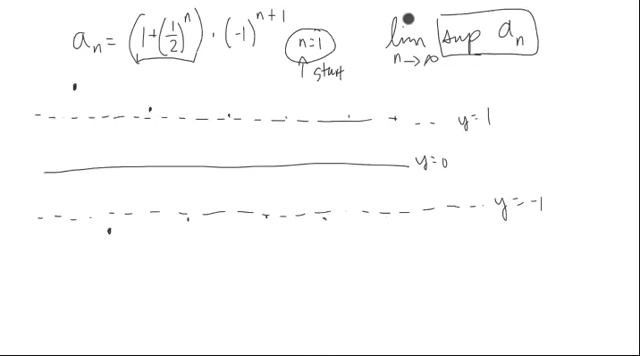 aₙ = (1+(1/2)ⁿ) · (-1)ⁿ⁺¹ n=1 lim n→∞ sup aₙ
↑ start
y=1
y=0
y=-1